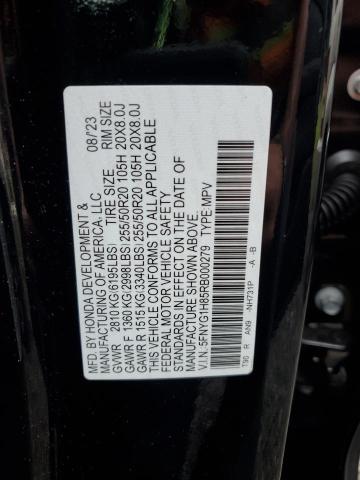 MFD. BY HONDA DEVELOPMENT & 08/'23
MANUFACTURING OF AMERICA, LLC
TIRE SIZE RIM SIZE
GVWR 2810 KG(6195LBS)
GAWR F 1360 KG(2998LBS) 255/50R20 105H 20X8.0J
GAWR R 1515 KG(3340LBS) 255/50R20 105H 20X8.0J
THIS VEHICLE CONFORMS TO ALL APPLICABLE
FEDERAL MOTOR VEHICLE SAFETY
STANDARDS IN EFFECT ON THE DATE OF
MANUFACTURE SHOWN ABOVE.
V.I.N. 5FNYG1H85RB000279 TYPE:MPV
T90 R AN9 -NH731P -A -B